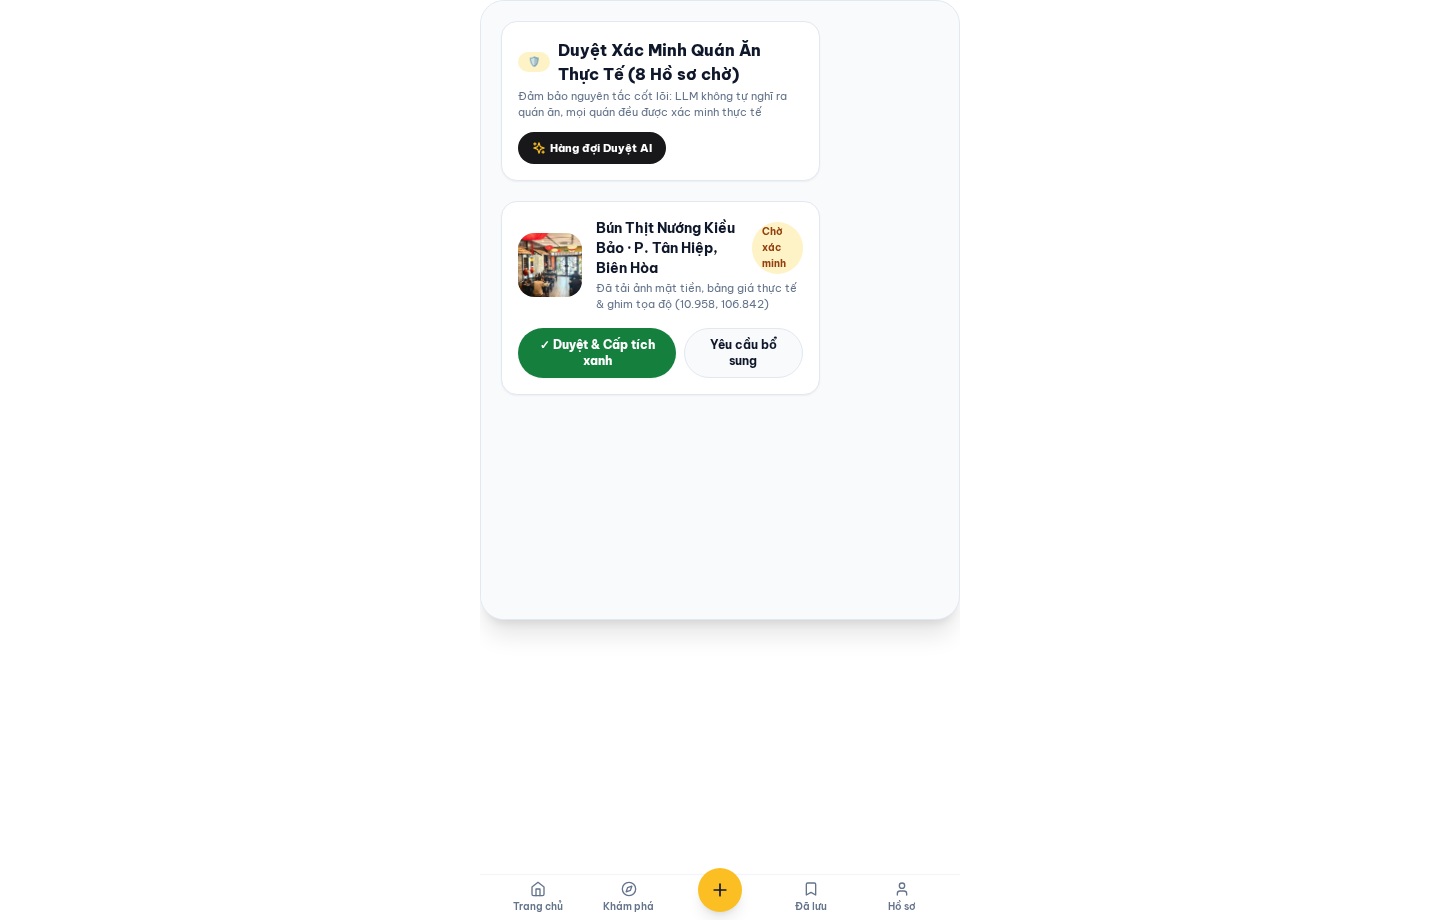 Duyệt Xác Minh Quán Ăn
Thực Tế (8 Hồ sơ chờ)
Đảm bảo nguyên tắc cốt lõi: LLM không tự nghĩ ra
quán ăn, mọi quán đều được xác minh thực tế
Hàng đợi Duyệt AI
Bún Thịt Nướng Kiều
Bảo · P. Tân Hiệp,
Biên Hòa
Chờ
xác
minh
Đã tải ảnh mặt tiền, bảng giá thực tế
& ghim tọa độ (10.958, 106.842)
✓ Duyệt & Cấp tích
xanh
Yêu cầu bổ
sung
Trang chủ
Khám phá
Đã lưu
Hồ sơ